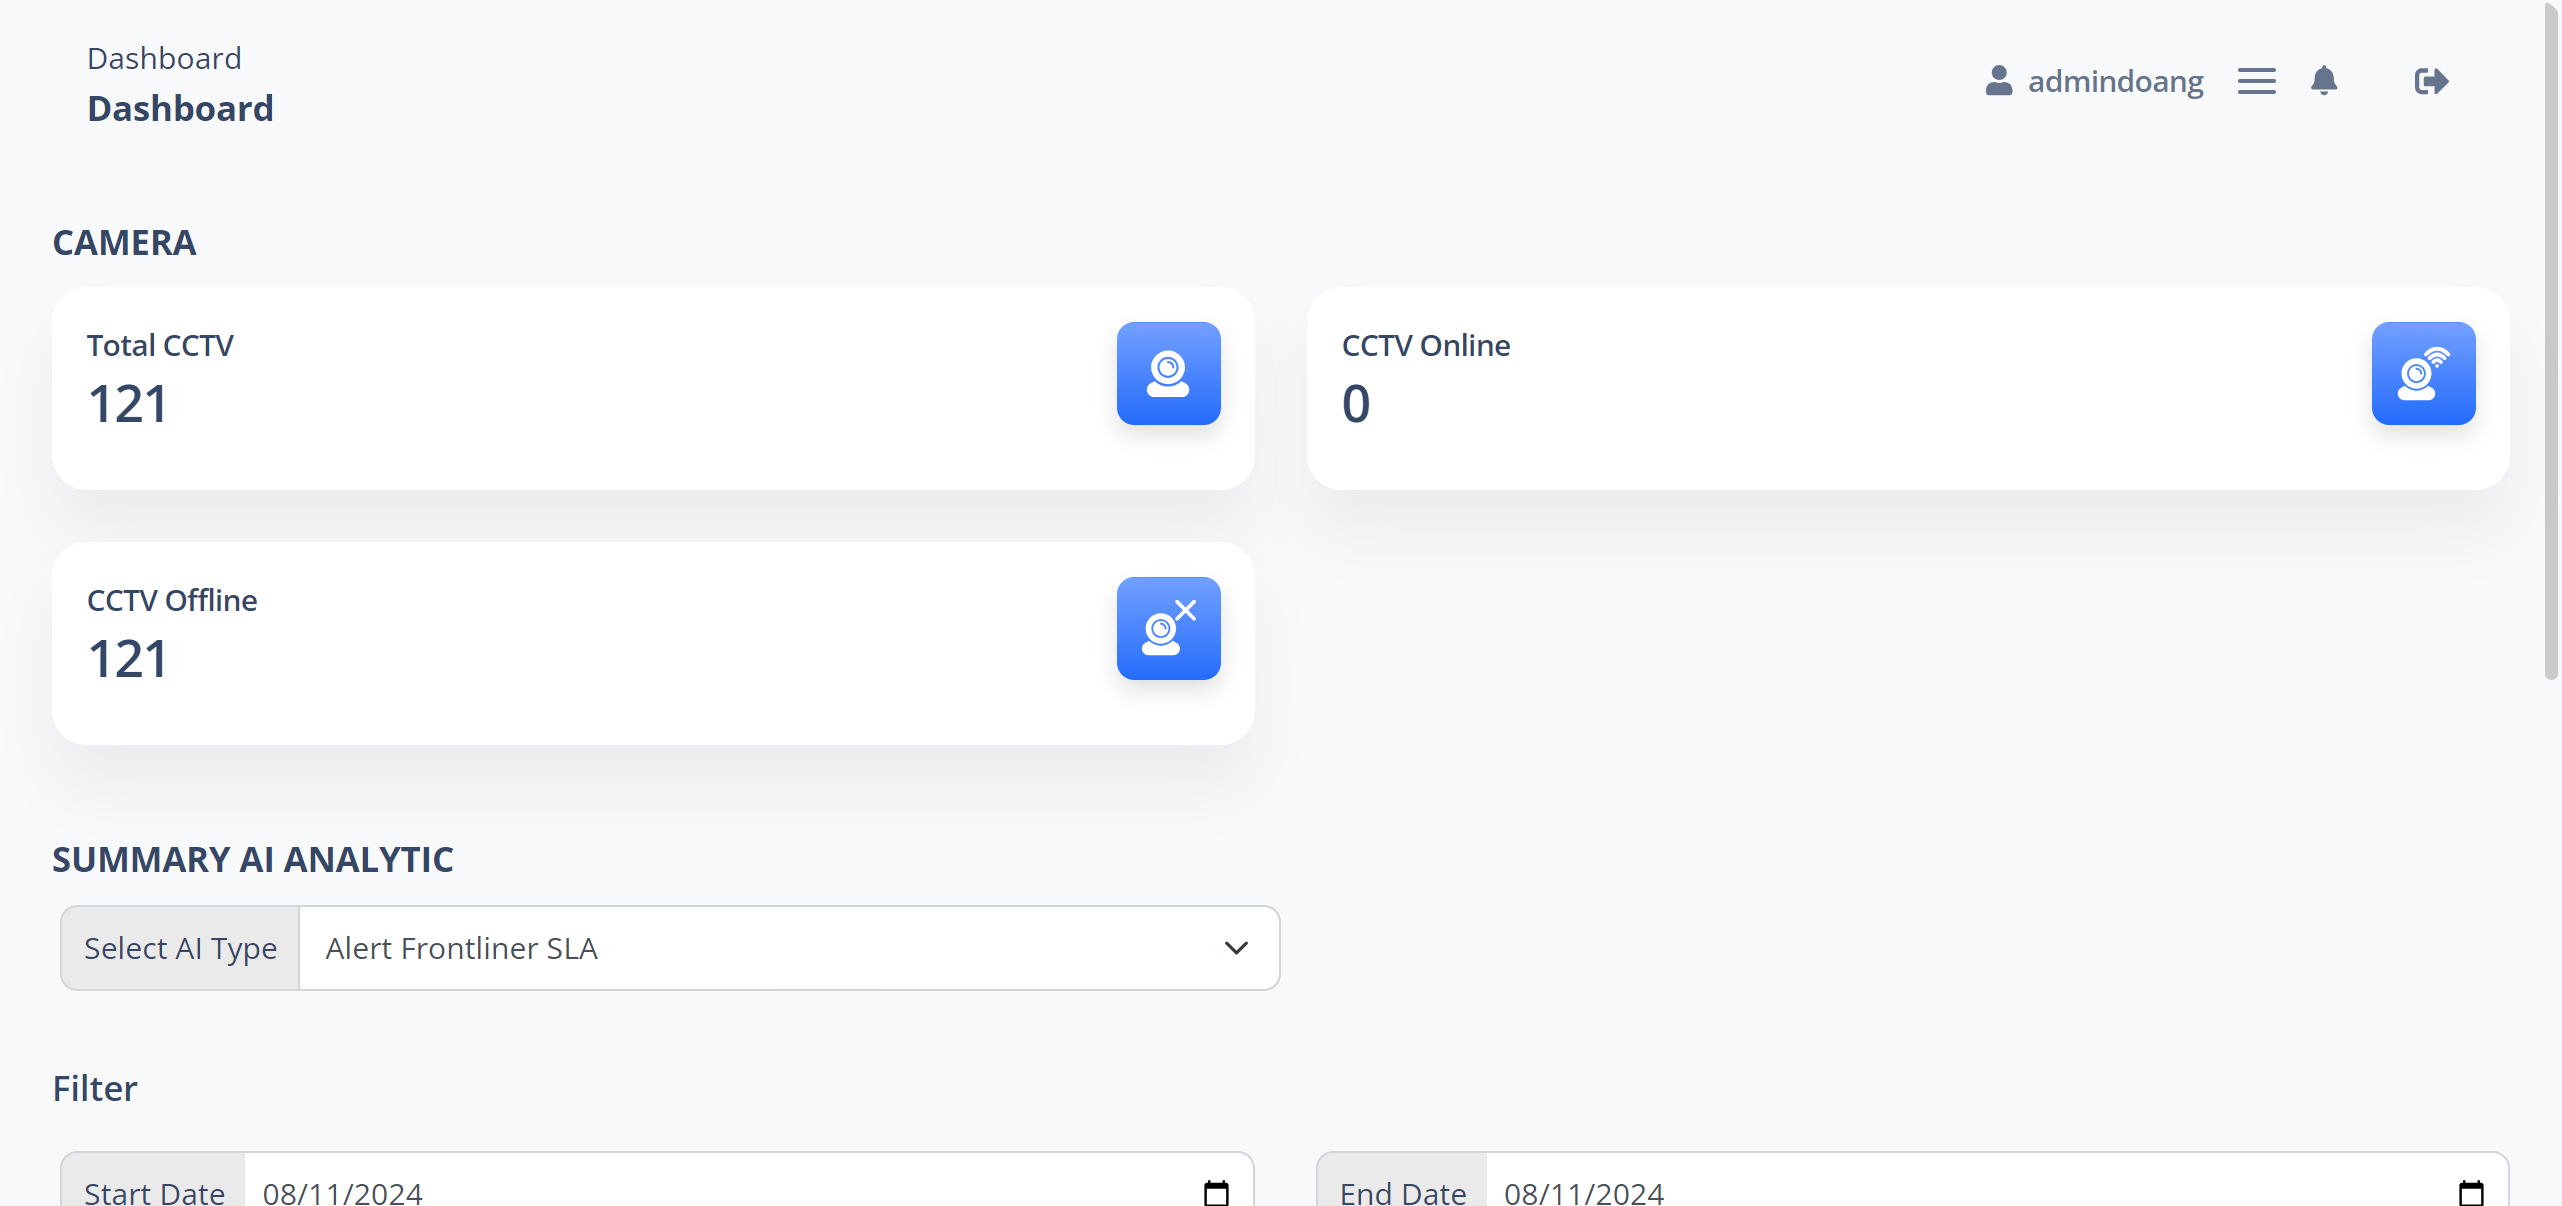 Dashboard
Dashboard
admindoang
CAMERA
Total CCTV
121
CCTV Online
0
CCTV Offline
121
SUMMARY AI ANALYTIC
Select AI Type
Alert Frontliner SLA
Filter
Start Date
08/11/2024
End Date
08/11/2024